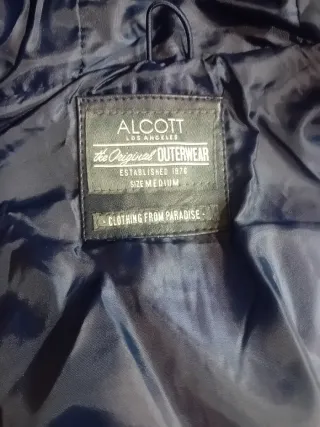 ALCOTT
LOS ANGELES
the Original OUTERWEAR
ESTABLISHED 1976
SIZE MEDIUM
- CLOTHING FROM PARADISE -